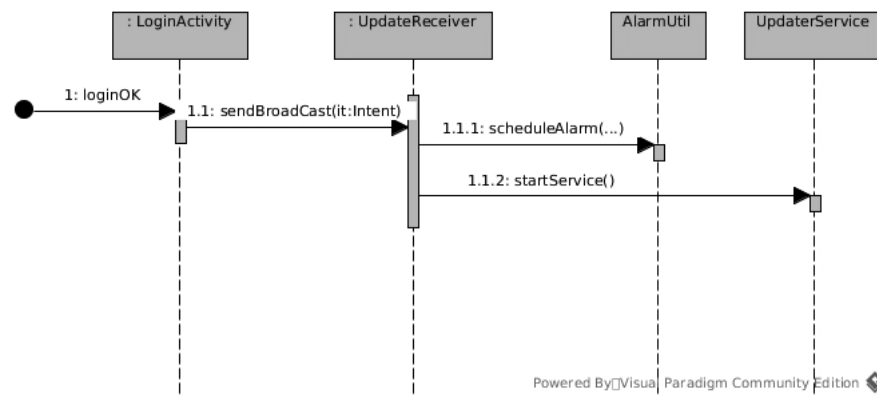 : LoginActivity
: UpdateReceiver
AlarmUtil
UpdaterService
1: loginOK
1.1: sendBroadCast(it:Intent)
1.1.1: scheduleAlarm(...)
1.1.2: startService()
Powered By Visual Paradigm Community Edition